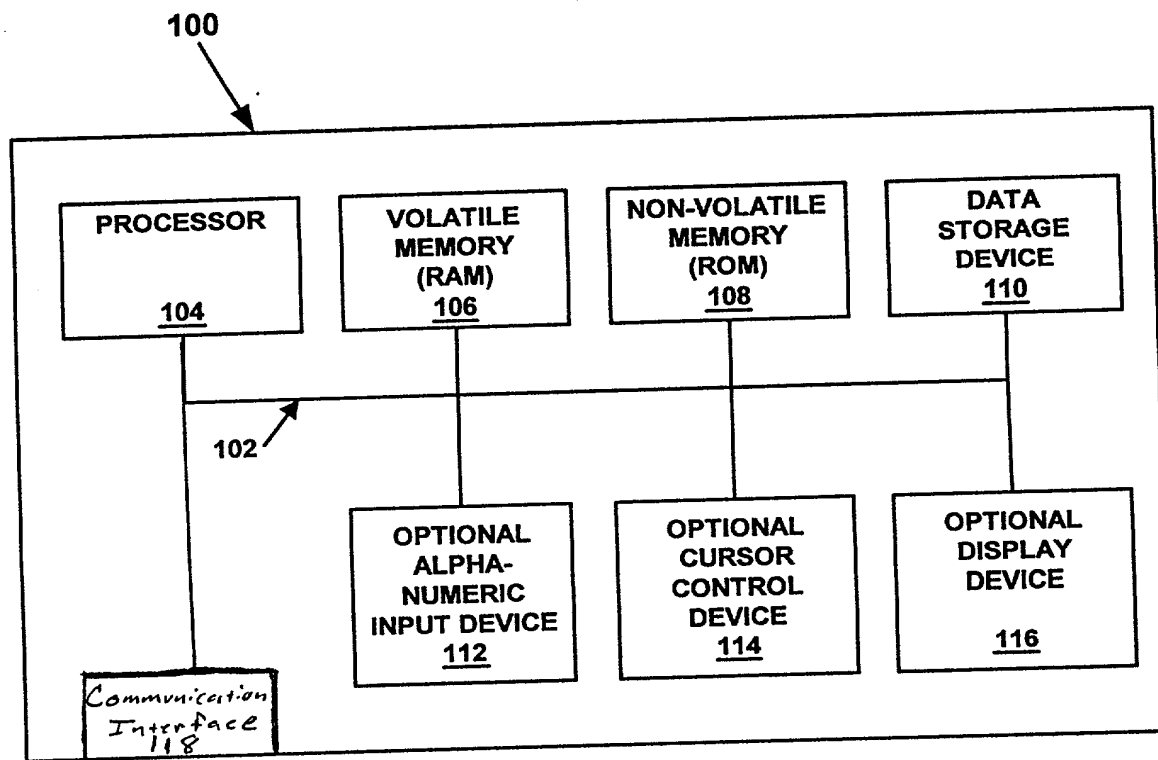 100
PROCESSOR
104
VOLATILE
MEMORY
(RAM)
106
NON-VOLATILE
MEMORY
(ROM)
108
DATA
STORAGE
DEVICE
110
102
OPTIONAL
ALPHA-
NUMERIC
INPUT DEVICE
112
OPTIONAL
CURSOR
CONTROL
DEVICE
114
OPTIONAL
DISPLAY
DEVICE
116
Communication
Interface
118